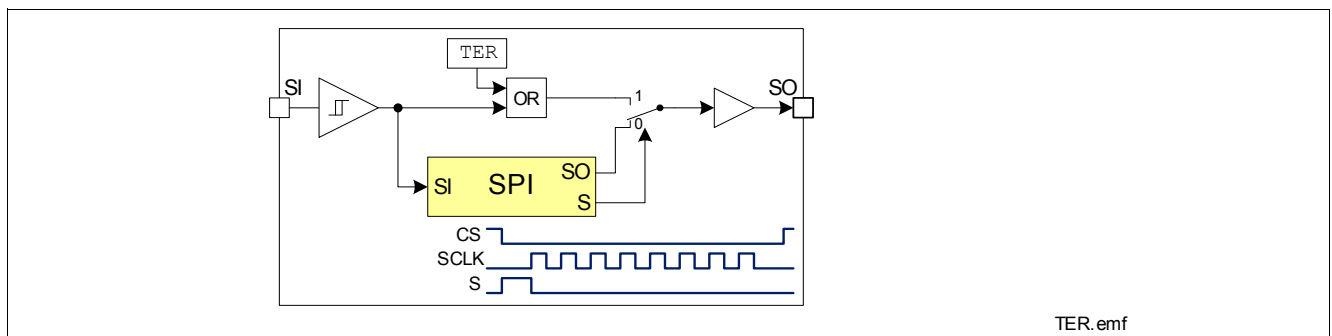 TER
SI
OR
1
SO
0
SI SPI SO
S
CS
SCLK
S
TER.emf